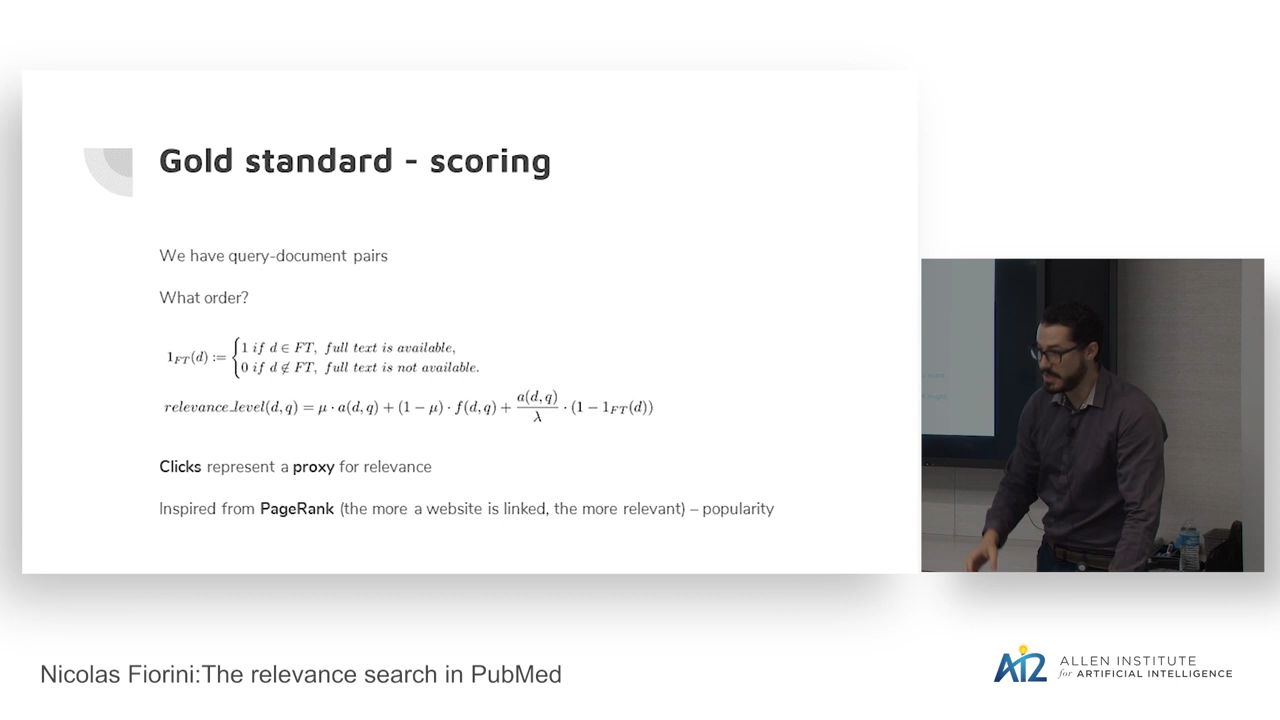 Gold standard - scoring
We have query-document pairs
What order?
1_FT(d) := { 1 if d ∈ FT, full text is available,
0 if d ∉ FT, full text is not available.
relevance_level(d, q) = μ · a(d, q) + (1 − μ) · f(d, q) + a(d, q)/λ · (1 − 1_FT(d))
Clicks represent a proxy for relevance
Inspired from PageRank (the more a website is linked, the more relevant) – popularity
Nicolas Fiorini:The relevance search in PubMed
AI2 ALLEN INSTITUTE
for ARTIFICIAL INTELLIGENCE